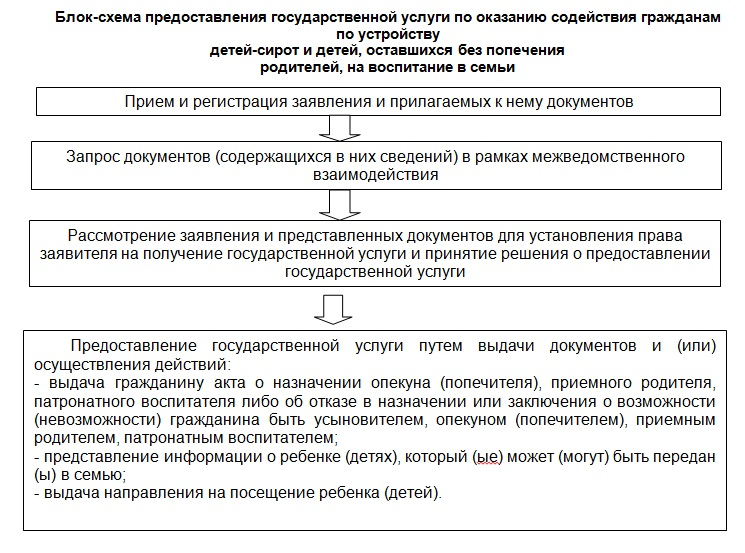 Блок-схема предоставления государственной услуги по оказанию содействия гражданам
по устройству
детей-сирот и детей, оставшихся без попечения
родителей, на воспитание в семьи
Прием и регистрация заявления и прилагаемых к нему документов
Запрос документов (содержащихся в них сведений) в рамках межведомственного
взаимодействия
Рассмотрение заявления и представленных документов для установления права
заявителя на получение государственной услуги и принятие решения о предоставлении
государственной услуги
Предоставление государственной услуги путем выдачи документов и (или)
осуществления действий:
- выдача гражданину акта о назначении опекуна (попечителя), приемного родителя,
патронатного воспитателя либо об отказе в назначении или заключения о возможности
(невозможности) гражданина быть усыновителем, опекуном (попечителем), приемным
родителем, патронатным воспитателем;
- представление информации о ребенке (детях), который (ые) может (могут) быть передан
(ы) в семью;
- выдача направления на посещение ребенка (детей).